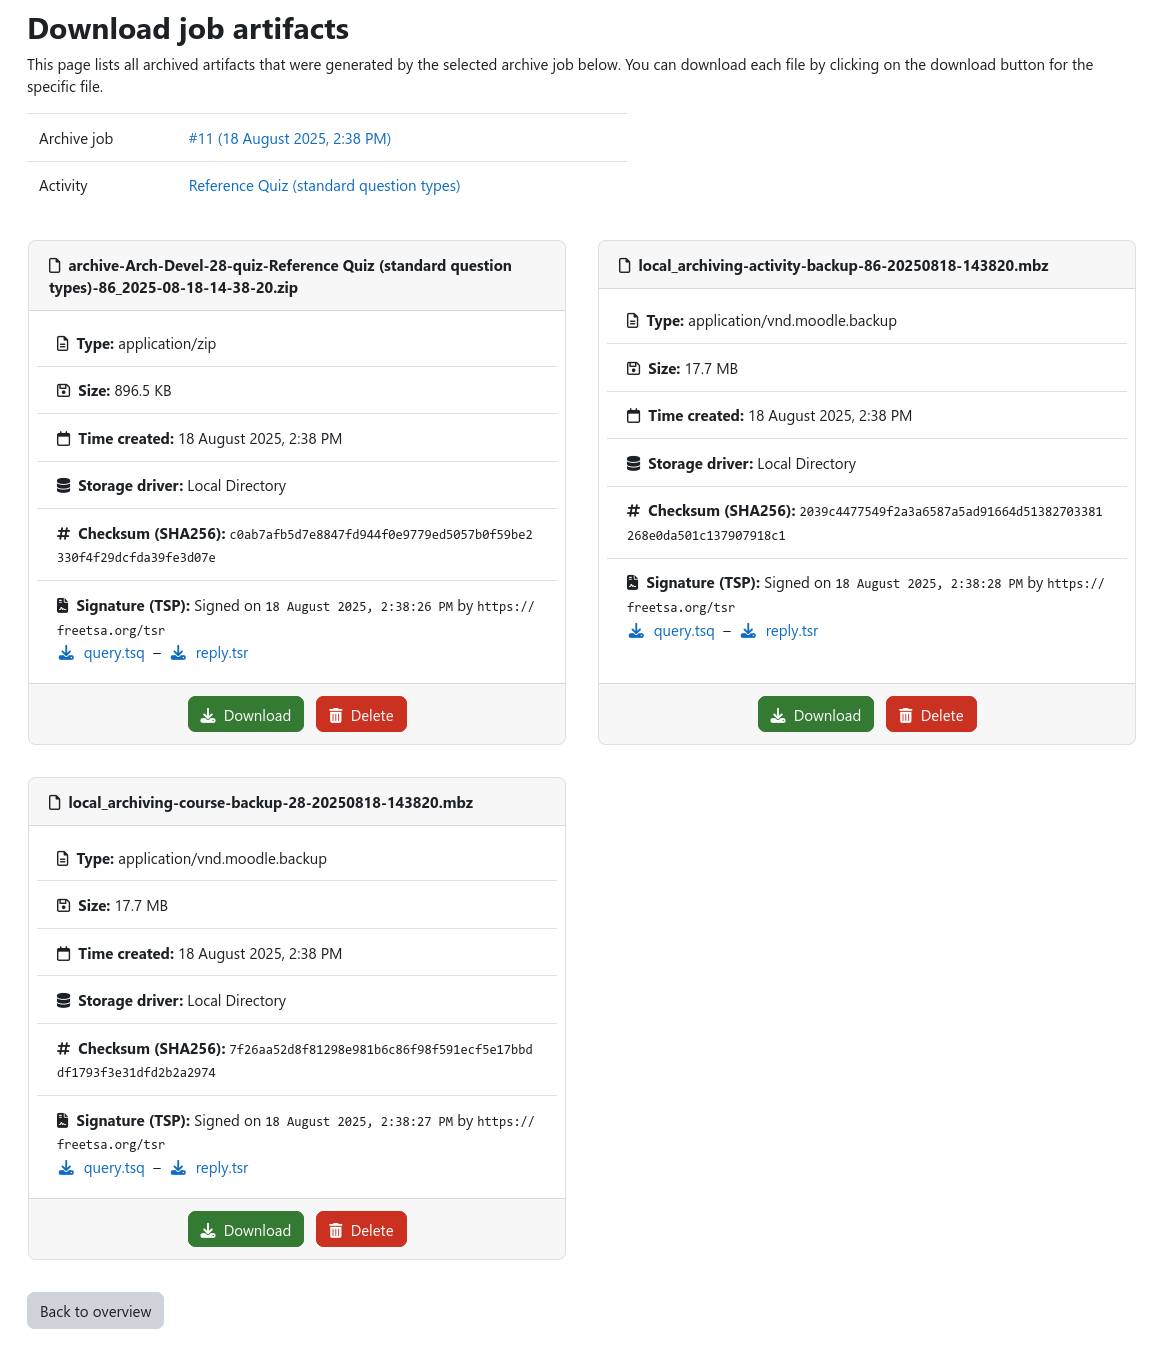 Download job artifacts
This page lists all archived artifacts that were generated by the selected archive job below. You can download each file by clicking on the download button for the
specific file.
Archive job #11 (18 August 2025, 2:38 PM)
Activity Reference Quiz (standard question types)
archive-Arch-Devel-28-quiz-Reference Quiz (standard question
types)-86_2025-08-18-14-38-20.zip
Type: application/zip
Size: 896.5 KB
Time created: 18 August 2025, 2:38 PM
Storage driver: Local Directory
Checksum (SHA256): c0ab7afb5d7e8847fd944f0e9779ed5057b0f59be2
330f4f29dcfda39fe3d07e
Signature (TSP): Signed on 18 August 2025, 2:38:26 PM by https://
freetsa.org/tsr
query.tsq – reply.tsr
Download Delete
local_archiving-activity-backup-86-20250818-143820.mbz
Type: application/vnd.moodle.backup
Size: 17.7 MB
Time created: 18 August 2025, 2:38 PM
Storage driver: Local Directory
Checksum (SHA256): 2039c4477549f2a3a6587a5ad91664d51382703381
268e0da501c137907918c1
Signature (TSP): Signed on 18 August 2025, 2:38:28 PM by https://
freetsa.org/tsr
query.tsq – reply.tsr
Download Delete
local_archiving-course-backup-28-20250818-143820.mbz
Type: application/vnd.moodle.backup
Size: 17.7 MB
Time created: 18 August 2025, 2:38 PM
Storage driver: Local Directory
Checksum (SHA256): 7f26aa52d8f81298e981b6c86f98f591ecf5e17bbd
df1793f3e31dfd2b2a2974
Signature (TSP): Signed on 18 August 2025, 2:38:27 PM by https://
freetsa.org/tsr
query.tsq – reply.tsr
Download Delete
Back to overview